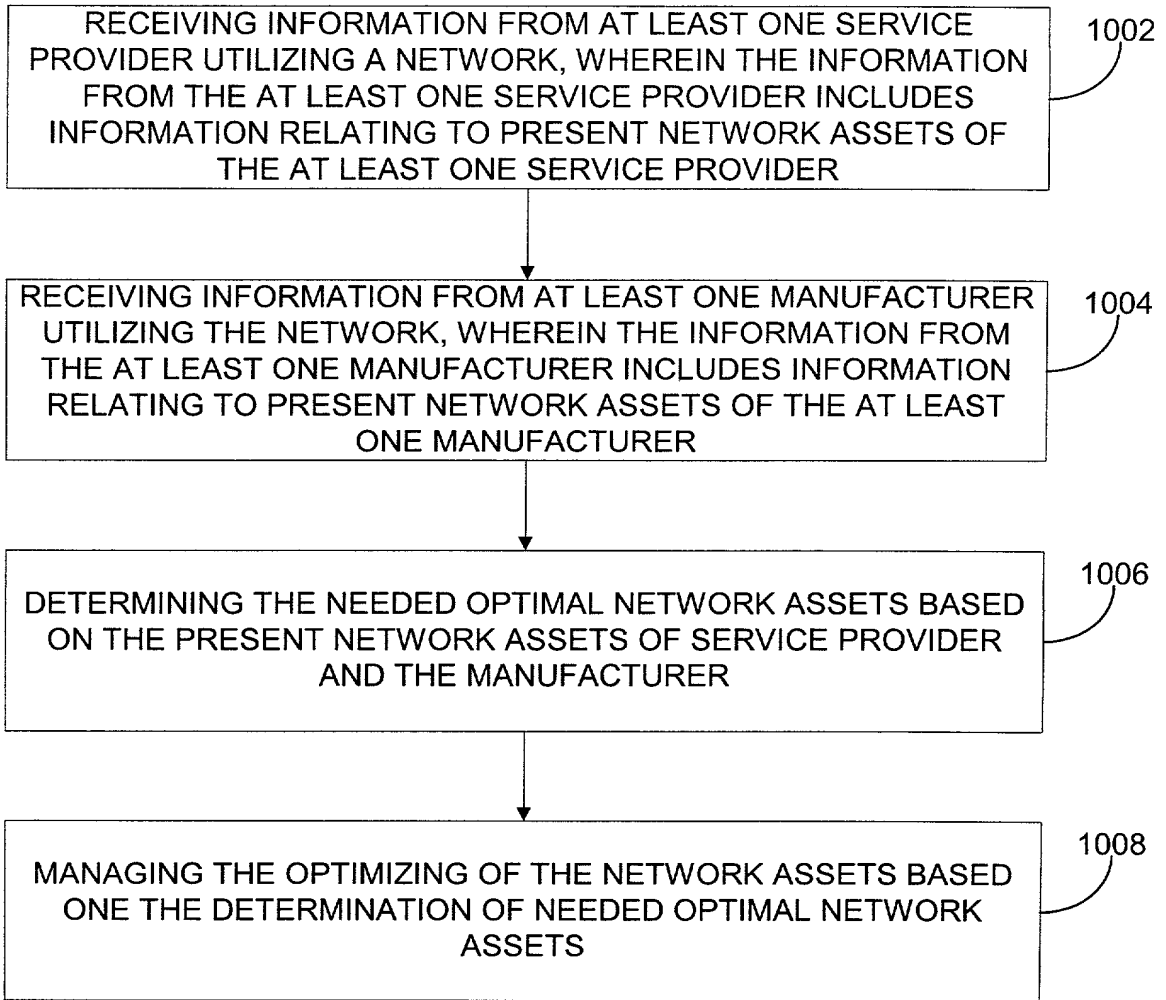 RECEIVING INFORMATION FROM AT LEAST ONE SERVICE
PROVIDER UTILIZING A NETWORK, WHEREIN THE INFORMATION
FROM THE AT LEAST ONE SERVICE PROVIDER INCLUDES
INFORMATION RELATING TO PRESENT NETWORK ASSETS OF
THE AT LEAST ONE SERVICE PROVIDER
1002
RECEIVING INFORMATION FROM AT LEAST ONE MANUFACTURER
UTILIZING THE NETWORK, WHEREIN THE INFORMATION FROM
THE AT LEAST ONE MANUFACTURER INCLUDES INFORMATION
RELATING TO PRESENT NETWORK ASSETS OF THE AT LEAST
ONE MANUFACTURER
1004
DETERMINING THE NEEDED OPTIMAL NETWORK ASSETS BASED
ON THE PRESENT NETWORK ASSETS OF SERVICE PROVIDER
AND THE MANUFACTURER
1006
MANAGING THE OPTIMIZING OF THE NETWORK ASSETS BASED
ONE THE DETERMINATION OF NEEDED OPTIMAL NETWORK
ASSETS
1008